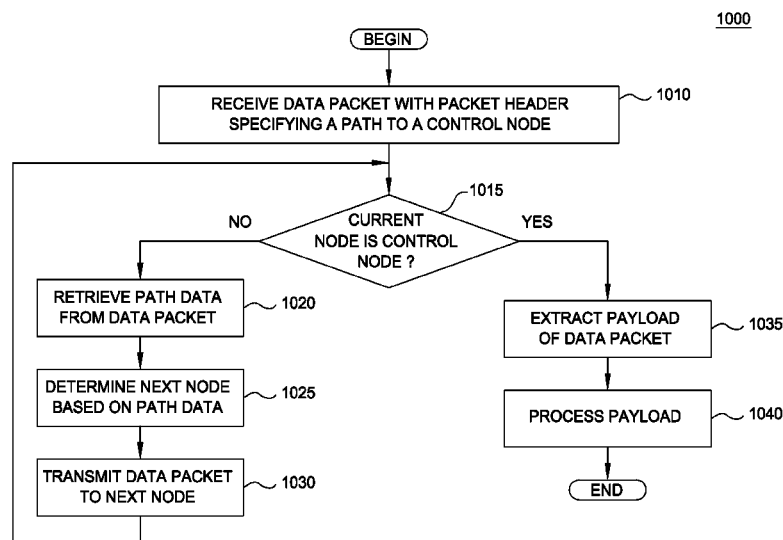 1000
BEGIN
RECEIVE DATA PACKET WITH PACKET HEADER
SPECIFYING A PATH TO A CONTROL NODE
1010
1015
CURRENT
NODE IS CONTROL
NODE ?
NO
YES
RETRIEVE PATH DATA
FROM DATA PACKET
1020
DETERMINE NEXT NODE
BASED ON PATH DATA
1025
TRANSMIT DATA PACKET
TO NEXT NODE
1030
EXTRACT PAYLOAD
OF DATA PACKET
1035
PROCESS PAYLOAD
1040
END